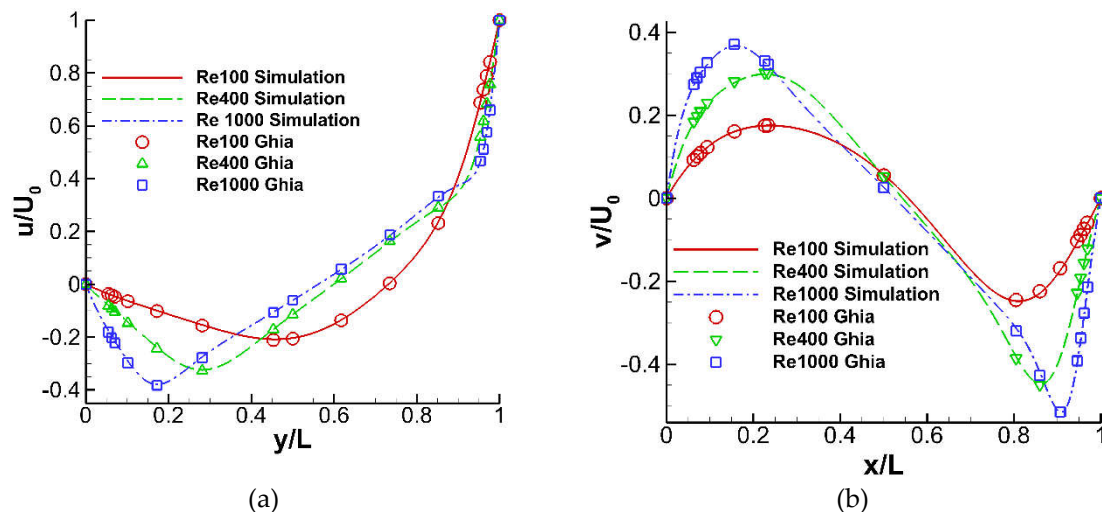 1
0.8
0.6
0.4
0.2
0
-0.2
-0.4
u/U0
Re100 Simulation
Re400 Simulation
Re 1000 Simulation
Re100 Ghia
Re400 Ghia
Re1000 Ghia
0 0.2 0.4 0.6 0.8 1
y/L
(a)
0.4
0.2
0
-0.2
-0.4
v/U0
Re100 Simulation
Re400 Simulation
Re1000 Simulation
Re100 Ghia
Re400 Ghia
Re1000 Ghia
0 0.2 0.4 0.6 0.8 1
x/L
(b)